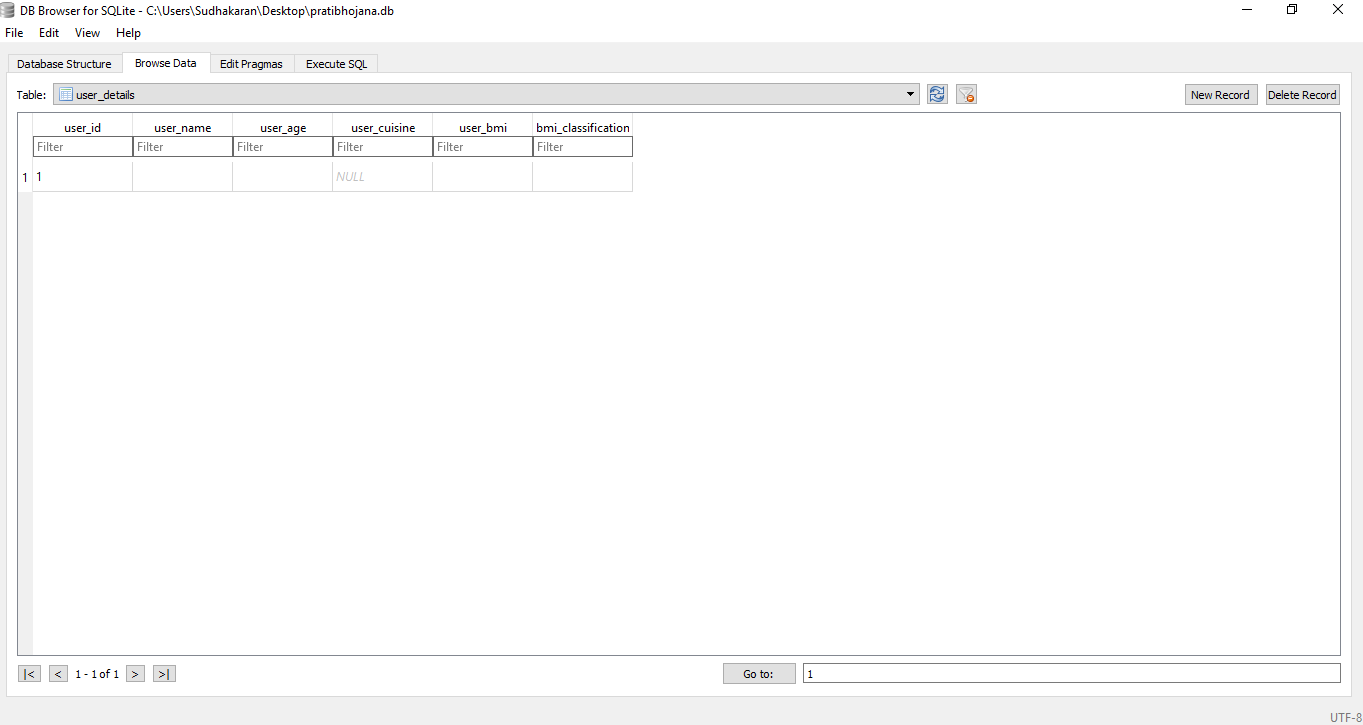 DB Browser for SQLite - C:\Users\Sudhakaran\Desktop\pratibhojana.db
File Edit View Help
Database Structure Browse Data Edit Pragmas Execute SQL
Table: user_details New Record Delete Record
user_id user_name user_age user_cuisine user_bmi bmi_classification
Filter Filter Filter Filter Filter Filter
1 1 NULL
|< < 1 - 1 of 1 > >| Go to: 1
UTF-8